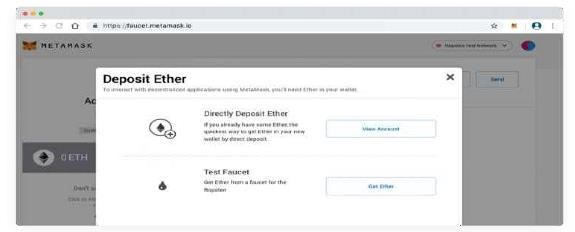 https://faucet.metamask.io
METAMASK
Ropsten Test Network
Deposit Ether
To interact with decentralized applications using MetaMask, you'll need Ether in your wallet.
Send
Ac
Directly Deposit Ether
If you already have some Ether, the
quickest way to get Ether in your new
wallet by direct deposit.
View Account
0 ETH
Test Faucet
Get Ether from a faucet for the
Ropsten
Get Ether
Don't s